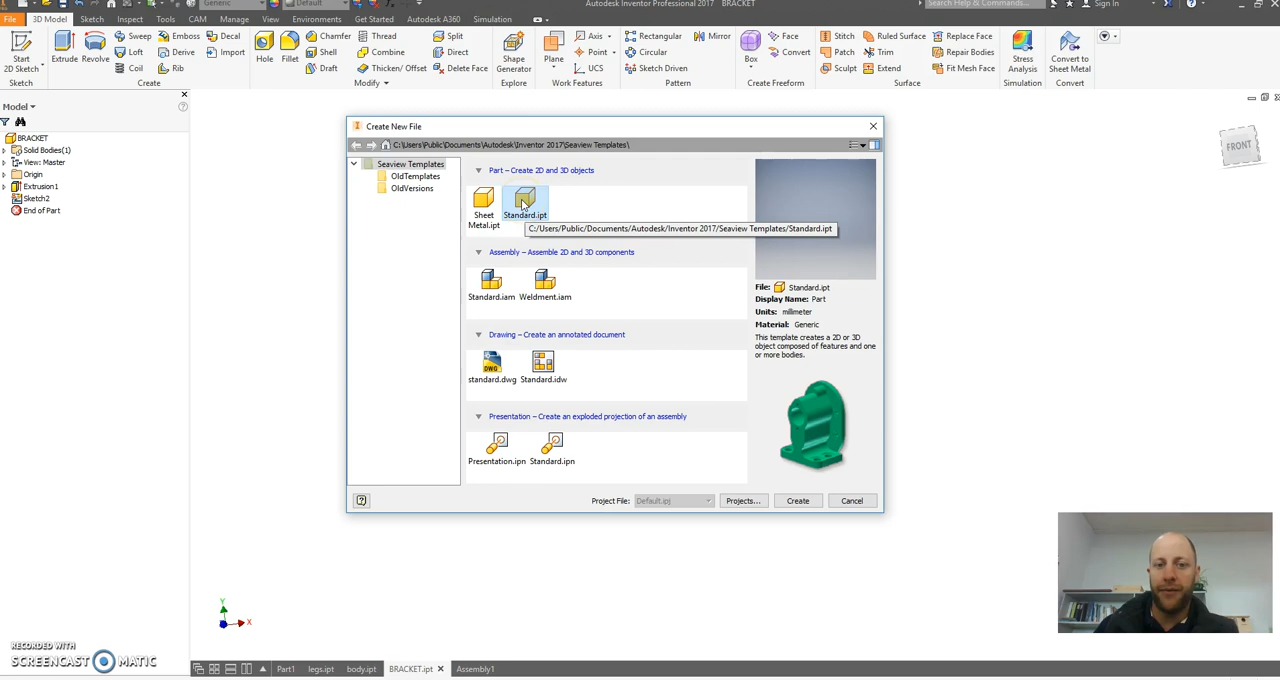 Generic
Default
Autodesk Inventor Professional 2017 BRACKET
Search Help & Commands...
Sign In
File 3D Model Sketch Inspect Tools CAM Manage View Environments Get Started Autodesk A360 Simulation
Start
2D Sketch
Extrude Revolve
Sweep Emboss Decal
Loft Derive Import
Coil Rib
Hole Fillet
Chamfer Thread Split
Shell Combine Direct
Draft Thicken/ Offset Delete Face
Shape
Generator
Plane
Axis
Point
UCS
Rectangular Mirror
Circular
Sketch Driven
Box
Face
Convert
Stitch Ruled Surface Replace Face
Patch Trim Repair Bodies
Sculpt Extend Fit Mesh Face
Stress
Analysis
Convert to
Sheet Metal
Sketch Create Modify Explore Work Features Pattern Create Freeform Surface Simulation Convert
Model
BRACKET
Solid Bodies(1)
View: Master
Origin
Extrusion1
Sketch2
End of Part
FRONT
Create New File
C:\Users\Public\Documents\Autodesk\Inventor 2017\Seaview Templates\
Seaview Templates
OldTemplates
OldVersions
Part – Create 2D and 3D objects
Sheet
Metal.ipt
Standard.ipt
C:/Users/Public/Documents/Autodesk/Inventor 2017/Seaview Templates/Standard.ipt
Assembly – Assemble 2D and 3D components
Standard.iam Weldment.iam
Drawing – Create an annotated document
DWG
standard.dwg Standard.idw
Presentation – Create an exploded projection of an assembly
Presentation.ipn Standard.ipn
File: Standard.ipt
Display Name: Part
Units: millimeter
Material: Generic
This template creates a 2D or 3D
object composed of features and one
or more bodies.
Project File: Default.ipj Projects... Create Cancel
Y
X
RECORDED WITH
SCREENCAST MATIC
Part1 legs.ipt body.ipt BRACKET.ipt Assembly1